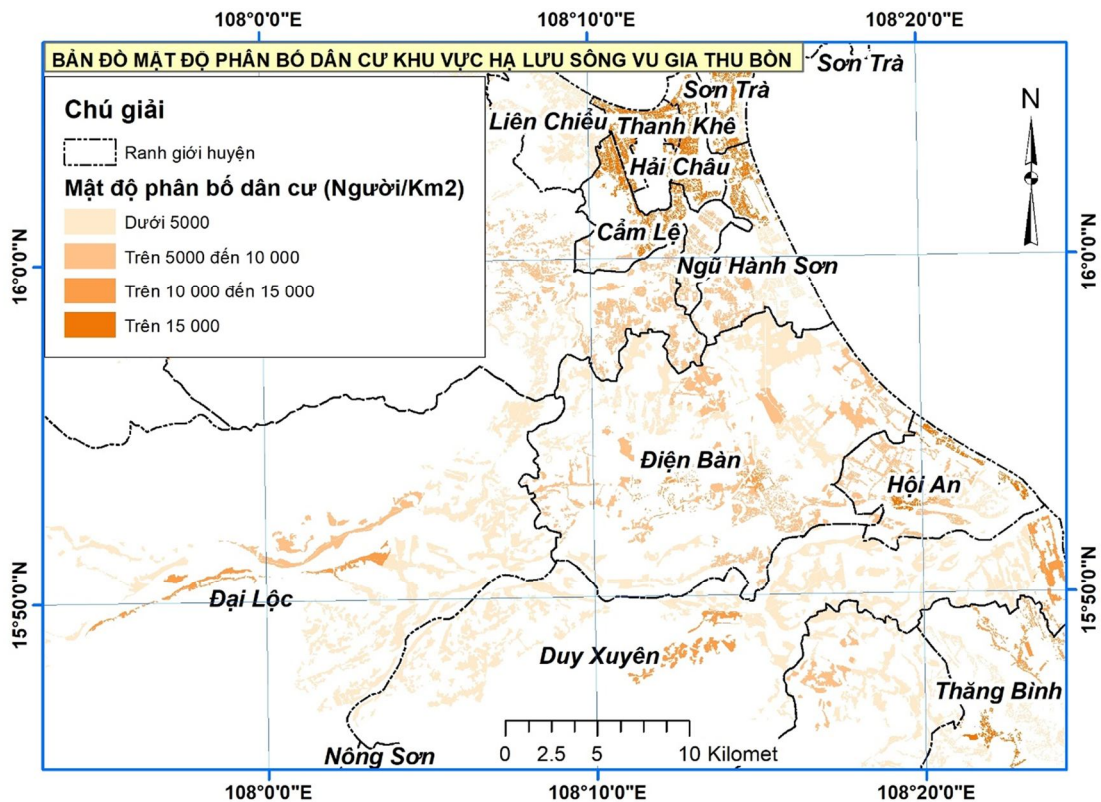 108°0'0"E
108°10'0"E
108°20'0"E
BẢN ĐỒ MẬT ĐỘ PHÂN BỐ DÂN CƯ KHU VỰC HẠ LƯU SÔNG VU GIA THU BỒN
Sơn Trà
Chú giải
Ranh giới huyện
Mật độ phân bố dân cư (Người/Km2)
Dưới 5000
Trên 5000 đến 10 000
Trên 10 000 đến 15 000
Trên 15 000
Sơn Trà
Liên Chiểu
Thanh Khê
Hải Châu
Cẩm Lệ
Ngũ Hành Sơn
N
16°0'0"N
16°0'0"N
Điện Bàn
Hội An
15°50'0"N
15°50'0"N
Đại Lộc
Duy Xuyên
Thăng Bình
Nông Sơn
0 2.5 5 10 Kilomet
108°0'0"E
108°10'0"E
108°20'0"E